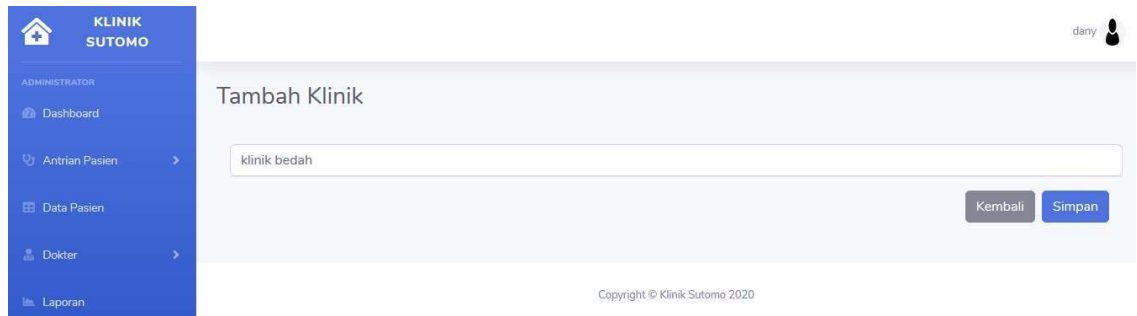 KLINIK
SUTOMO
dany
ADMINISTRATOR
Dashboard
Antrian Pasien
Data Pasien
Dokter
Laporan
Tambah Klinik
klinik bedah
Kembali
Simpan
Copyright © Klinik Sutomo 2020